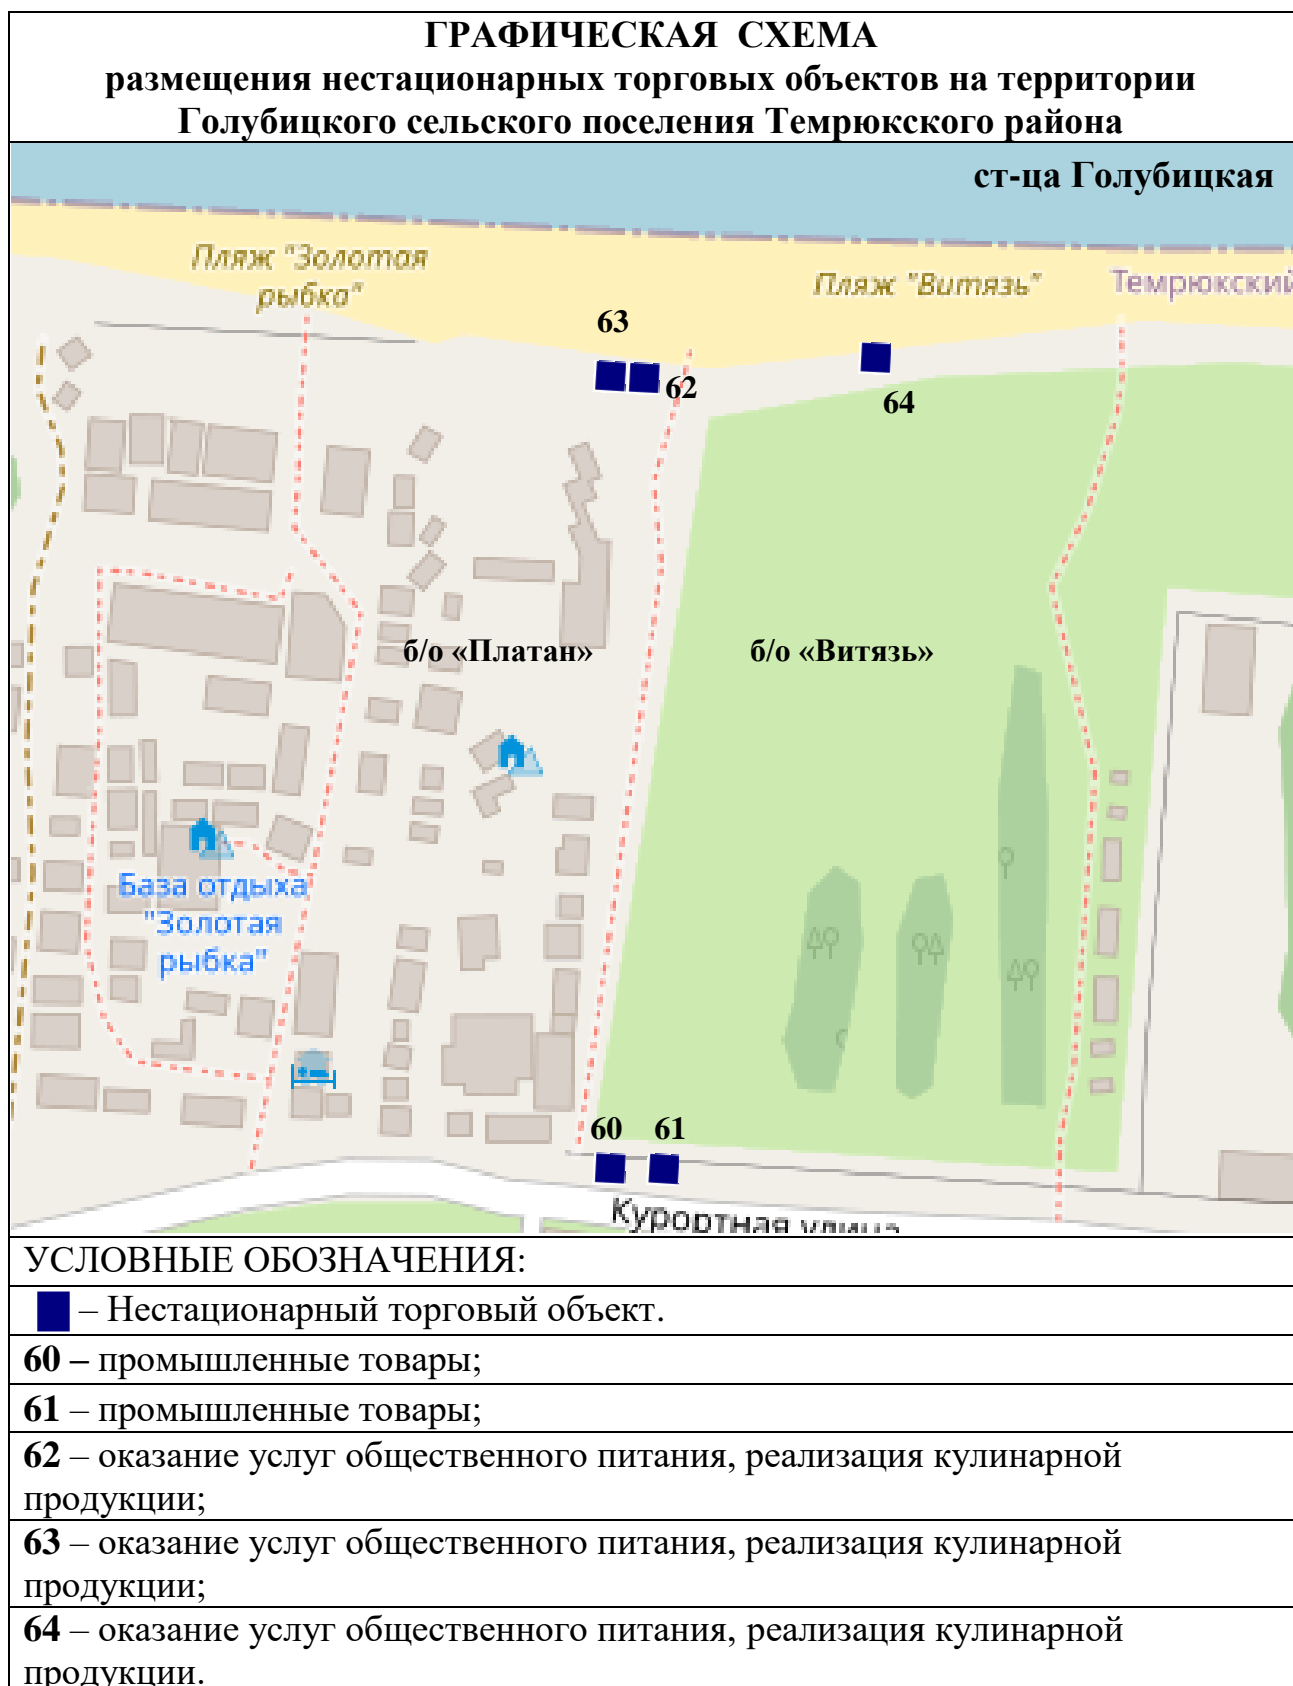 ГРАФИЧЕСКАЯ СХЕМА
размещения нестационарных торговых объектов на территории
Голубицкого сельского поселения Темрюкского района
ст-ца Голубицкая
Пляж "Золотая
рыбка"
Пляж "Витязь"
Темрюкский
63
62
64
б/о «Платан»
б/о «Витязь»
База отдыха
"Золотая
рыбка"
60
61
Курортная улица
УСЛОВНЫЕ ОБОЗНАЧЕНИЯ:
– Нестационарный торговый объект.
60 – промышленные товары;
61 – промышленные товары;
62 – оказание услуг общественного питания, реализация кулинарной
продукции;
63 – оказание услуг общественного питания, реализация кулинарной
продукции;
64 – оказание услуг общественного питания, реализация кулинарной
продукции.